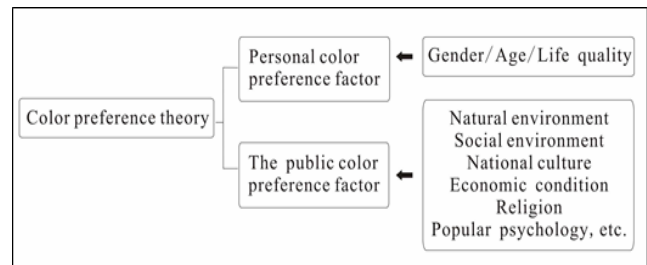 Color preference theory
Personal color
preference factor
Gender/Age/Life quality
The public color
preference factor
Natural environment
Social environment
National culture
Economic condition
Religion
Popular psychology, etc.